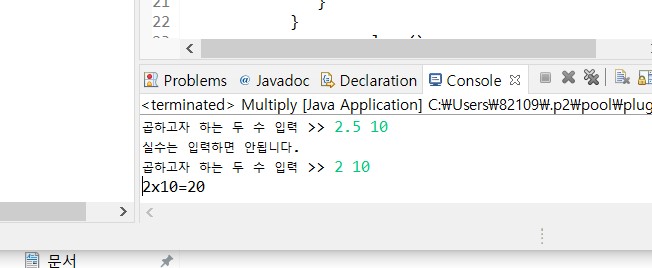 21 }
22 }
Problems @ Javadoc Declaration Console
<terminated> Multiply [Java Application] C:₩Users₩82109₩.p2₩pool₩plug
곱하고자 하는 두 수 입력 >> 2.5 10
실수는 입력하면 안됩니다.
곱하고자 하는 두 수 입력 >> 2 10
2x10=20
문서